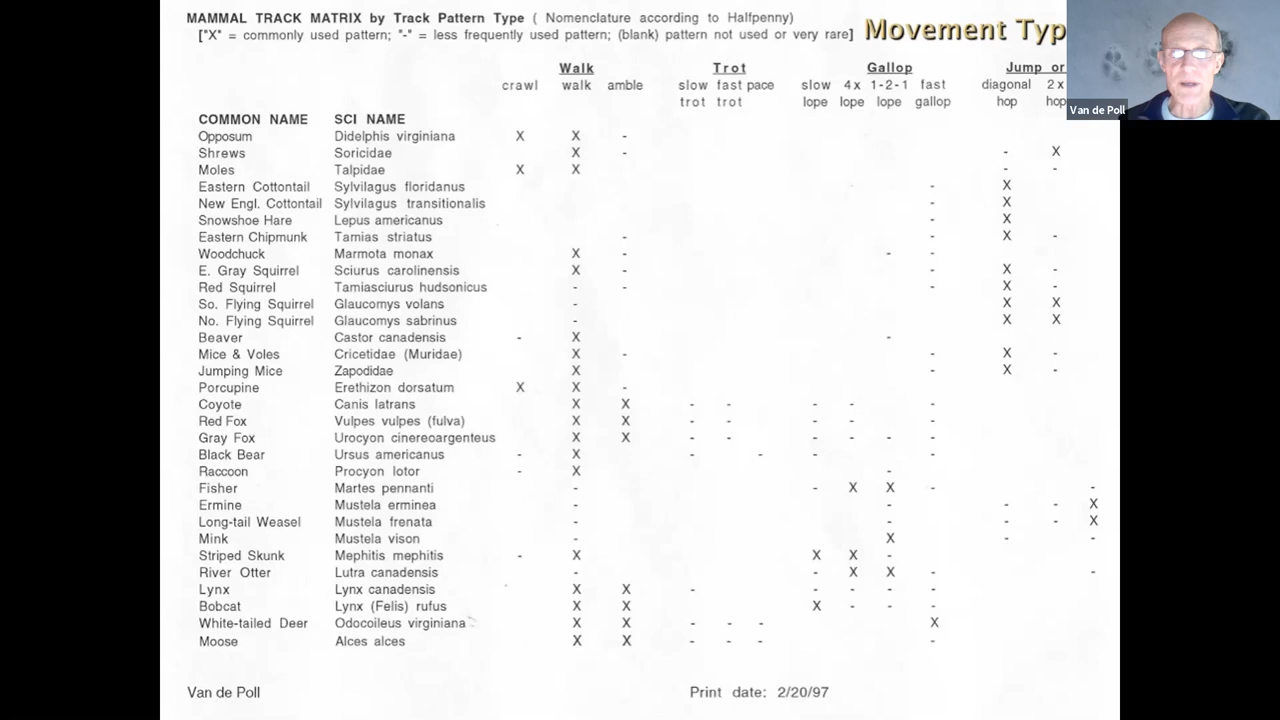 MAMMAL TRACK MATRIX by Track Pattern Type ( Nomenclature according to Halfpenny)
["X" = commonly used pattern; "-" = less frequently used pattern; (blank) pattern not used or very rare]
Movement Typ
Van de Poll
Walk Trot Gallop Jump or
crawl walk amble slow fast pace slow 4x 1-2-1 fast diagonal 2x
trot trot lope lope lope gallop hop hop
COMMON NAME SCI NAME
Opposum Didelphis virginiana X X -
Shrews Soricidae X - - X
Moles Talpidae X X - -
Eastern Cottontail Sylvilagus floridanus - X
New Engl. Cottontail Sylvilagus transitionalis - X
Snowshoe Hare Lepus americanus - X
Eastern Chipmunk Tamias striatus - - X -
Woodchuck Marmota monax X - - -
E. Gray Squirrel Sciurus carolinensis X - - X -
Red Squirrel Tamiasciurus hudsonicus - - - X -
So. Flying Squirrel Glaucomys volans - X X
No. Flying Squirrel Glaucomys sabrinus - X X
Beaver Castor canadensis - X -
Mice & Voles Cricetidae (Muridae) X - - X -
Jumping Mice Zapodidae X - X -
Porcupine Erethizon dorsatum X X -
Coyote Canis latrans X X - - - - -
Red Fox Vulpes vulpes (fulva) X X - - - - -
Gray Fox Urocyon cinereoargenteus X X - - - - - -
Black Bear Ursus americanus - X - - - -
Raccoon Procyon lotor - X -
Fisher Martes pennanti - - X X - -
Ermine Mustela erminea - - - - X
Long-tail Weasel Mustela frenata - - - - X
Mink Mustela vison - X - -
Striped Skunk Mephitis mephitis - X X X -
River Otter Lutra canadensis - - X X - -
Lynx Lynx canadensis X X - - - - -
Bobcat Lynx (Felis) rufus X X X - - -
White-tailed Deer Odocoileus virginiana X X - - - X
Moose Alces alces X X - - - -
Van de Poll Print date: 2/20/97